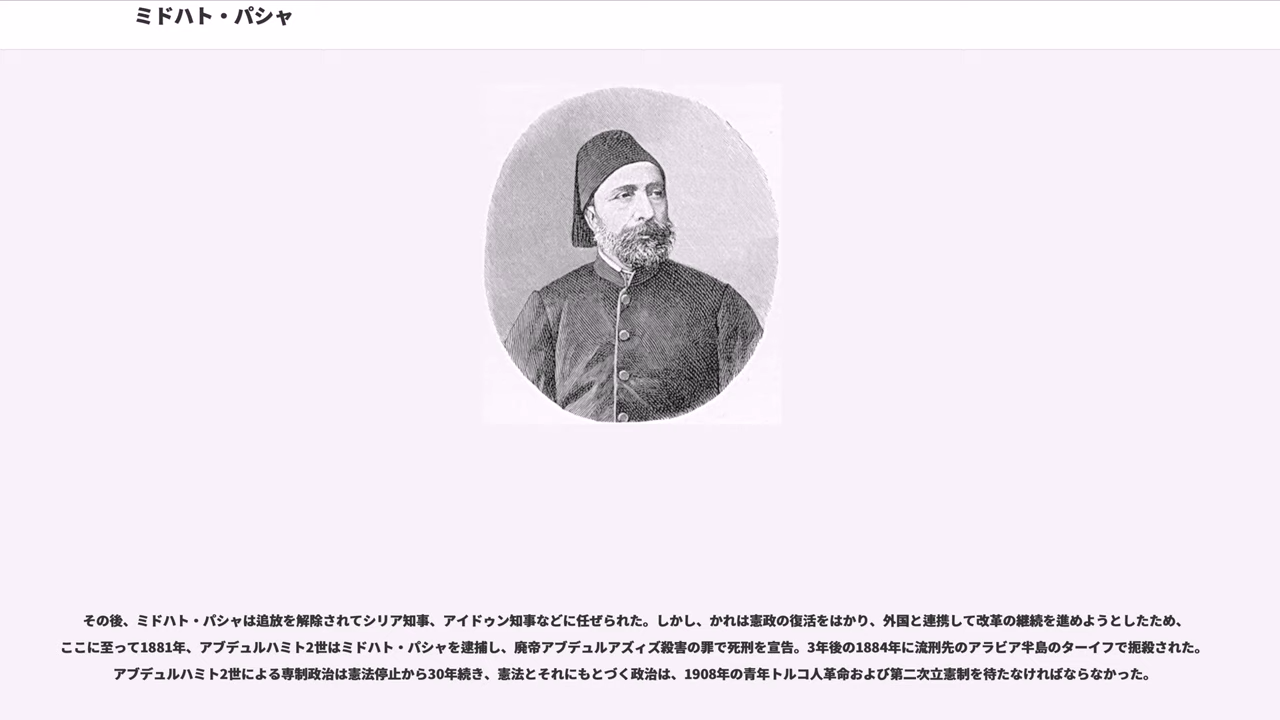 ミドハト・パシャ
その後、ミドハト・パシャは追放を解除されてシリア知事、アイドゥン知事などに任ぜられた。しかし、かれは憲政の復活をはかり、外国と連携して改革の継続を進めようとしたため、
ここに至って1881年、アブデュルハミト2世はミドハト・パシャを逮捕し、廃帝アブデュルアズィズ殺害の罪で死刑を宣告。3年後の1884年に流刑先のアラビア半島のターイフで扼殺された。
アブデュルハミト2世による専制政治は憲法停止から30年続き、憲法とそれにもとづく政治は、1908年の青年トルコ人革命および第二次立憲制を待たなければならなかった。